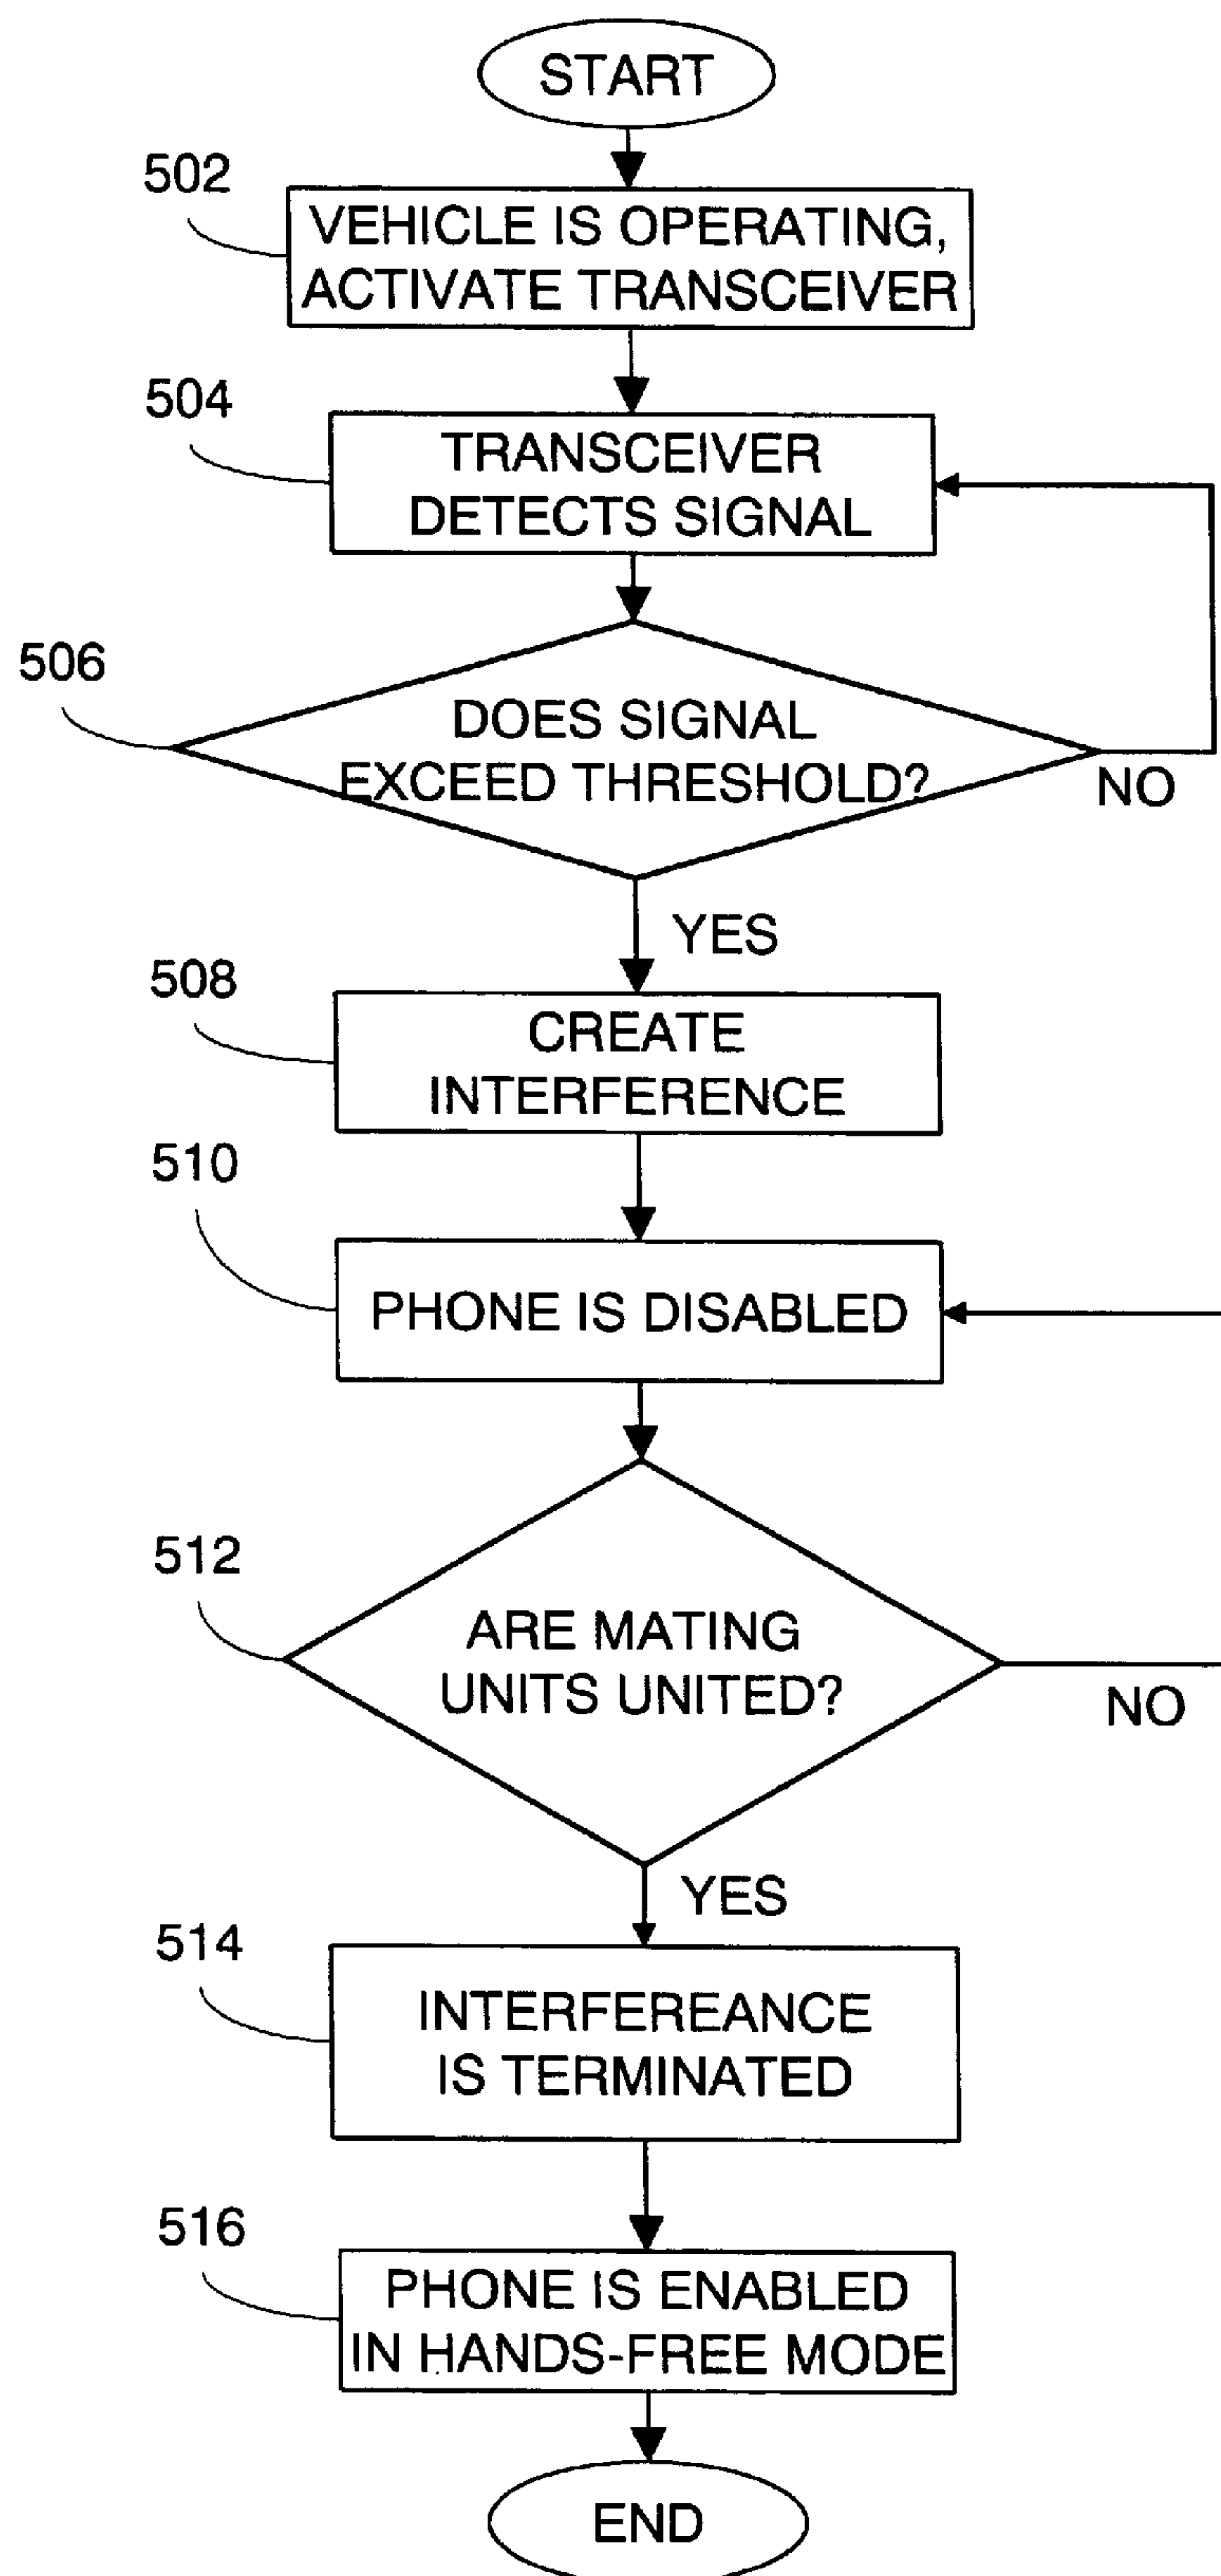 START
502
VEHICLE IS OPERATING,
ACTIVATE TRANSCEIVER
504
TRANSCEIVER
DETECTS SIGNAL
506
DOES SIGNAL
EXCEED THRESHOLD?
NO
YES
508
CREATE
INTERFERENCE
510
PHONE IS DISABLED
512
ARE MATING
UNITS UNITED?
NO
YES
514
INTERFEREANCE
IS TERMINATED
516
PHONE IS ENABLED
IN HANDS-FREE MODE
END